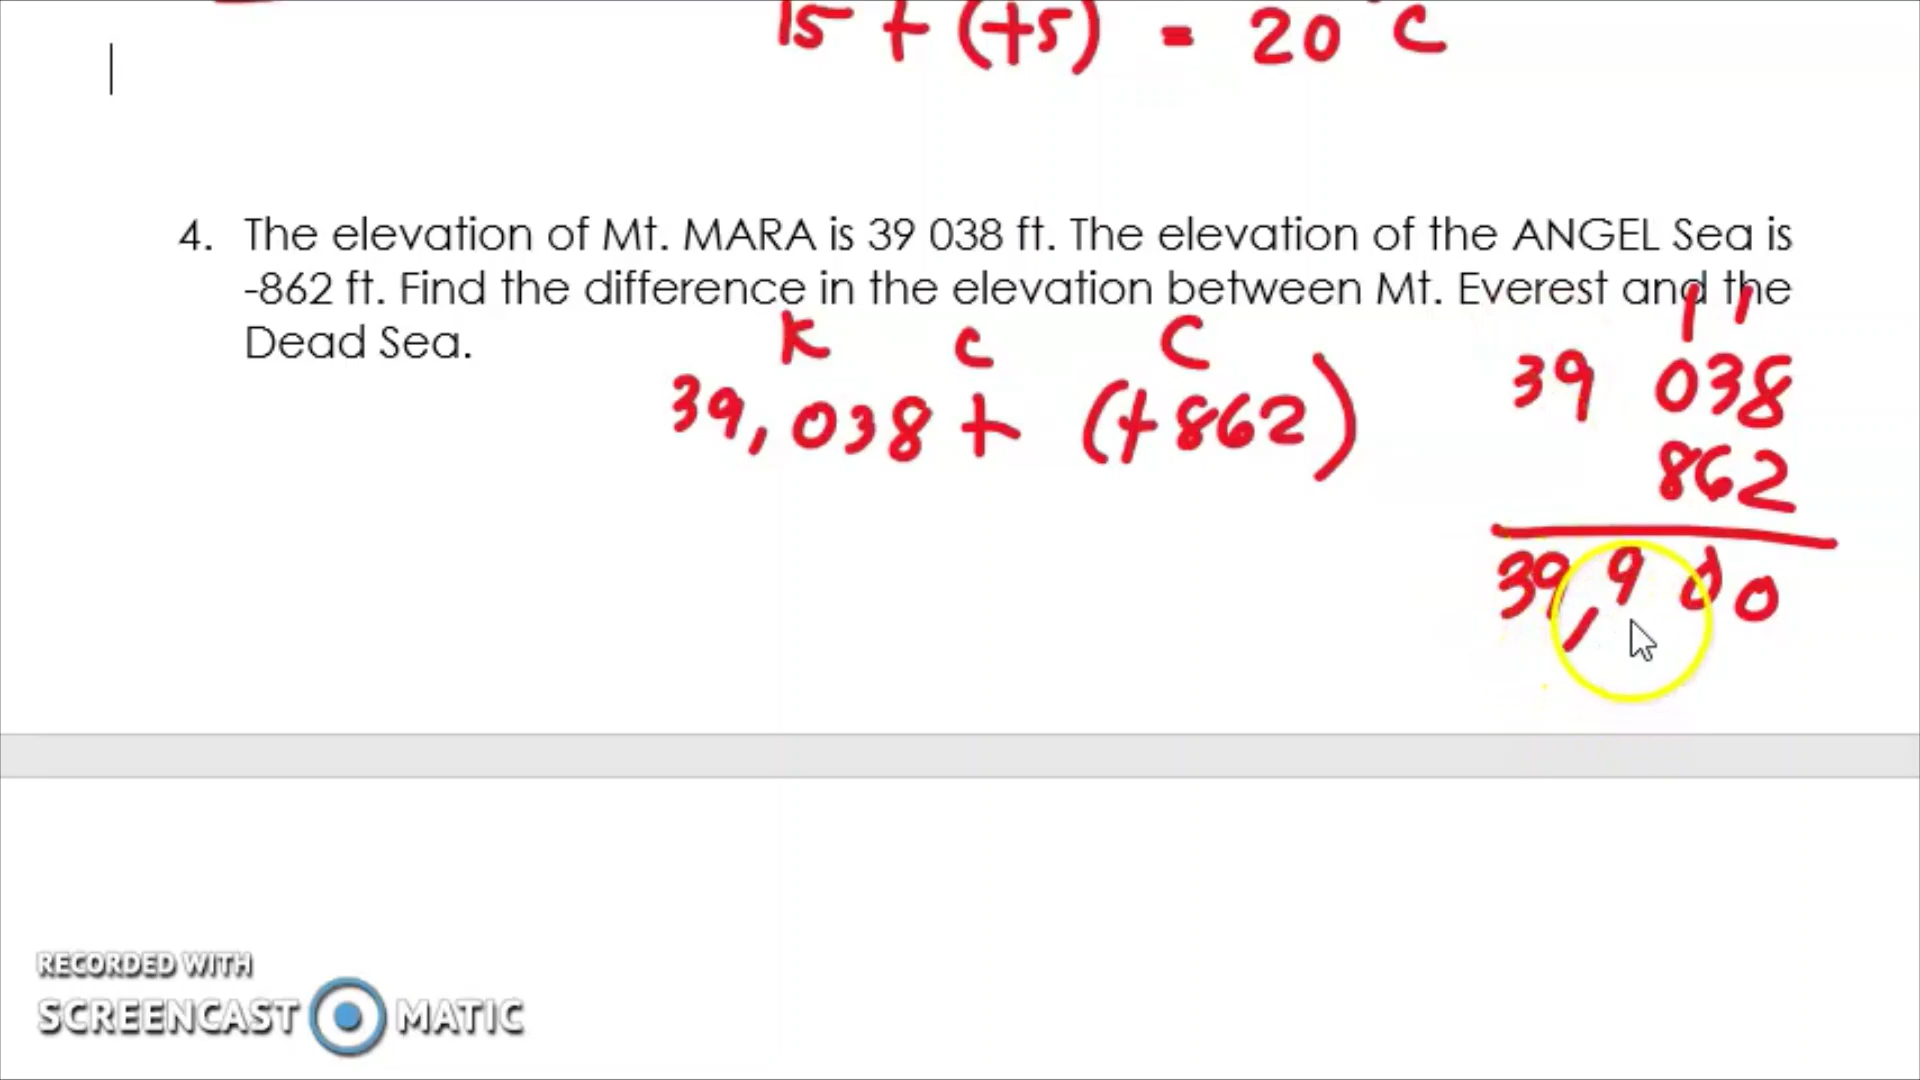 15 + (+5) = 20 °C
4. The elevation of Mt. MARA is 39 038 ft. The elevation of the ANGEL Sea is
-862 ft. Find the difference in the elevation between Mt. Everest and the
Dead Sea.
K C C
39,038 + (+862)
1 1
39 038
862
39,900
RECORDED WITH
SCREENCAST MATIC